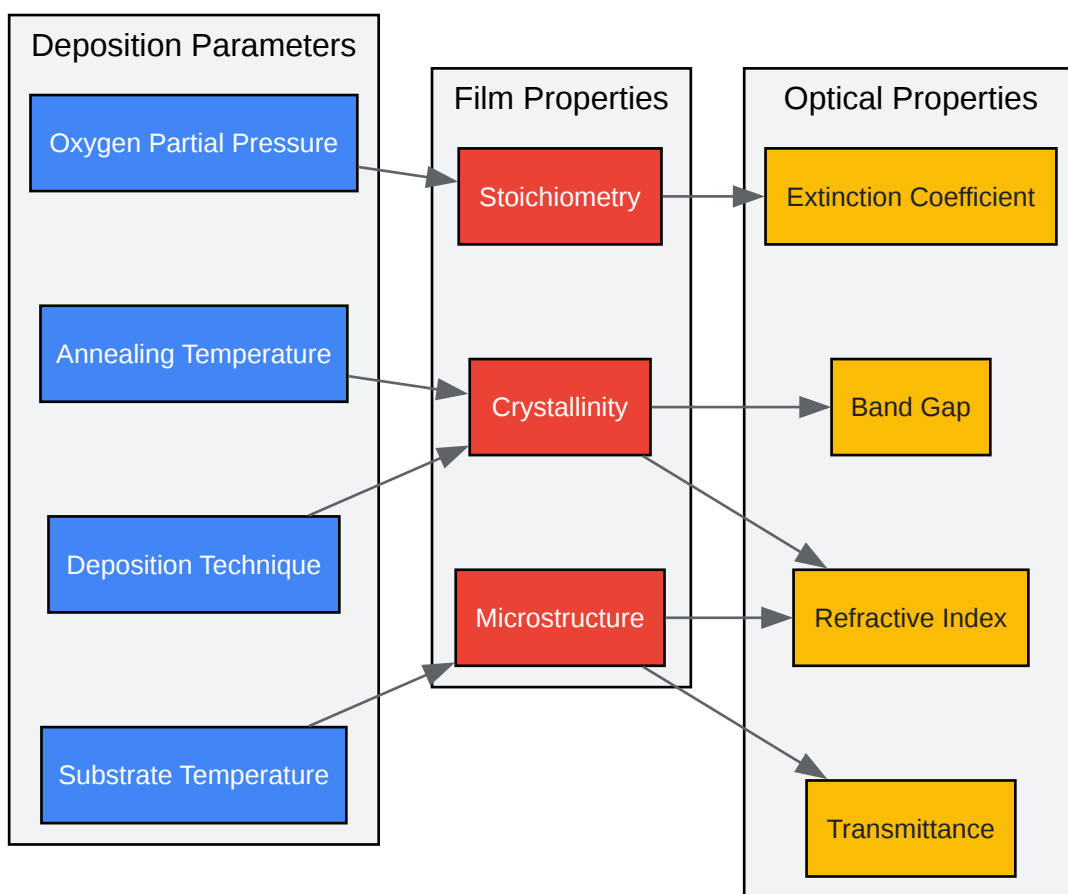 Deposition Parameters
Oxygen Partial Pressure
Annealing Temperature
Deposition Technique
Substrate Temperature
Film Properties
Stoichiometry
Crystallinity
Microstructure
Optical Properties
Extinction Coefficient
Band Gap
Refractive Index
Transmittance